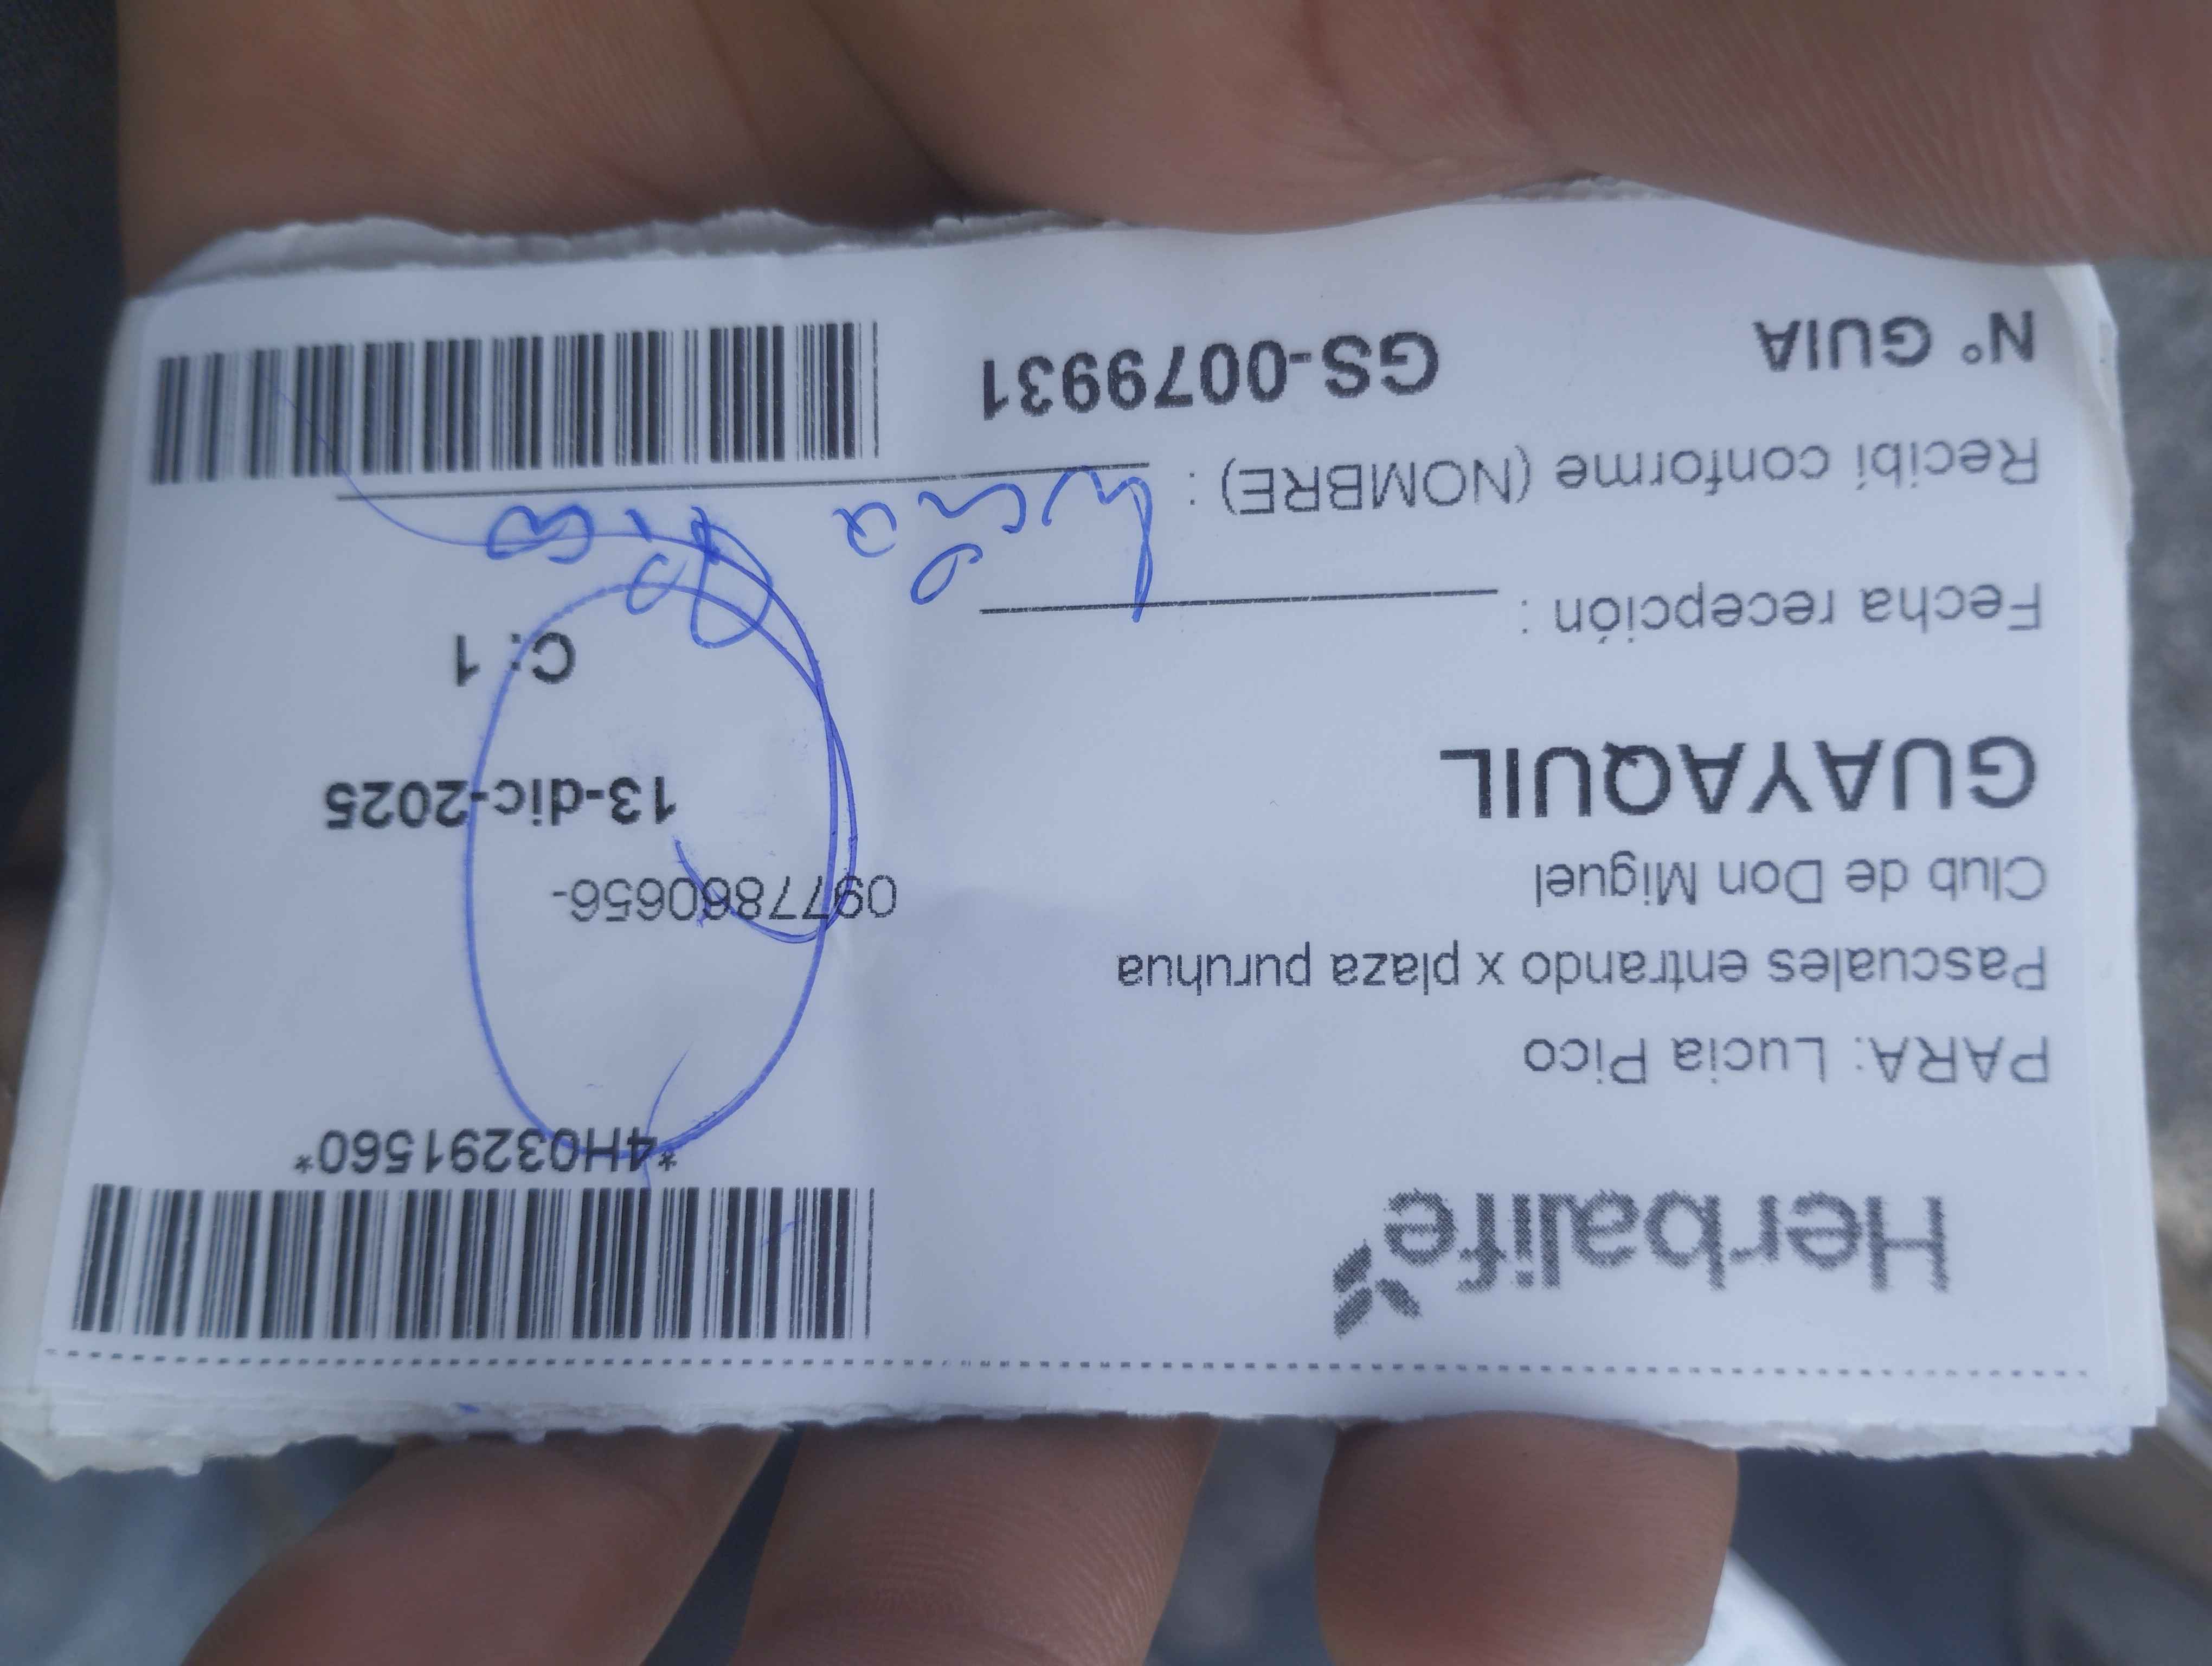 Herbalife
*4H03291560*
PARA: Lucia Pico
Pascuales entrando x plaza puruhua
Club de Don Miguel
0977860656-
GUAYAQUIL
13-dic-2025
Fecha recepción :
C: 1
Recibí conforme (NOMBRE) : Lucia Pico
N° GUIA GS-0079931